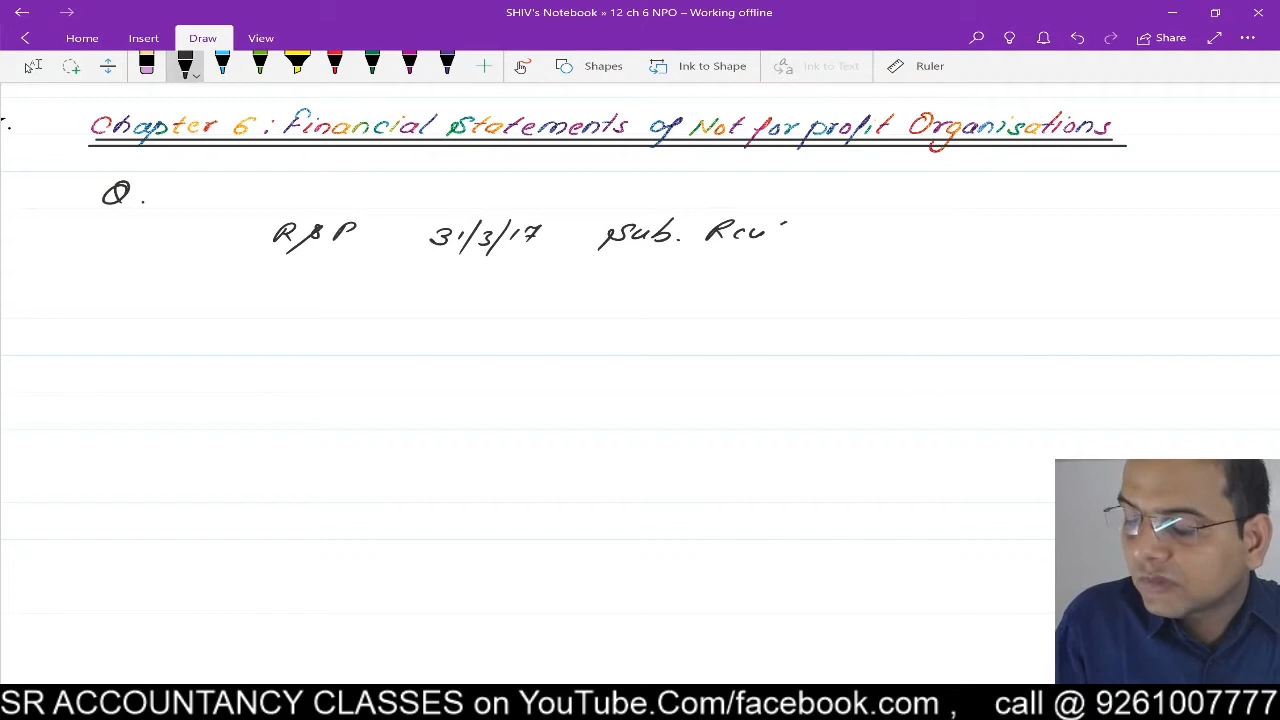 SHIV's Notebook » 12 ch 6 NPO – Working offline
Home Insert Draw View
Share
Shapes Ink to Shape Ink to Text Ruler
Chapter 6 : Financial Statements of Not for profit Organisations
Q.
R & P 31/3/17 Sub. Rcv
SR ACCOUNTANCY CLASSES on YouTube.Com/facebook.com , call @ 9261007777